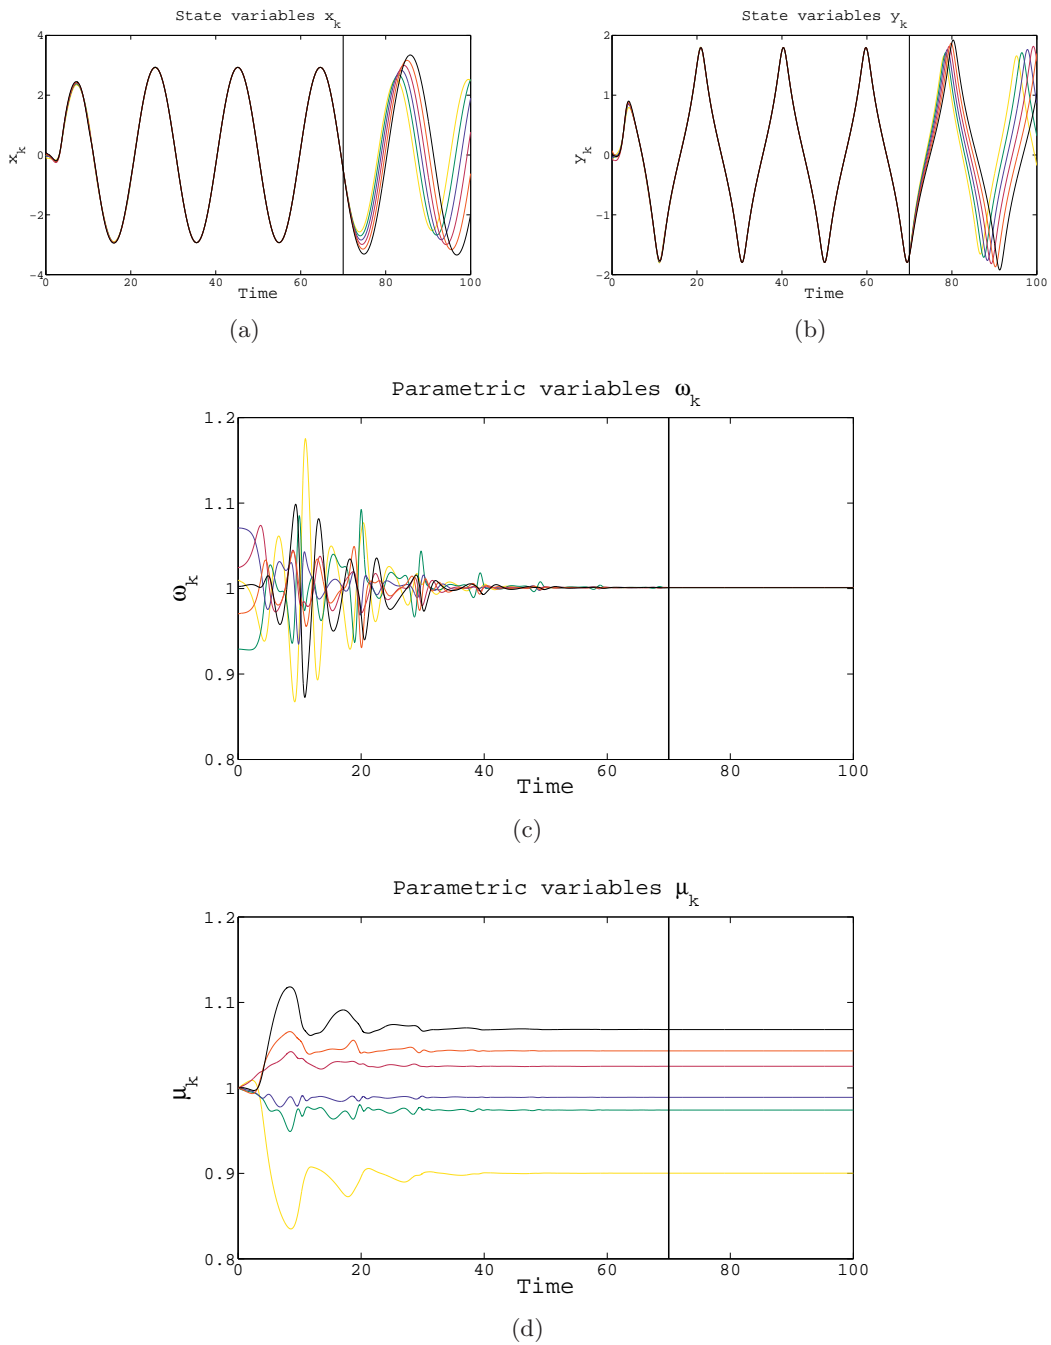 State variables x_k
x_k
4
2
0
−2
−4
0 20 40 60 80 100
Time
(a)
State variables y_k
y_k
2
1
0
−1
−2
0 20 40 60 80 100
Time
(b)
Parametric variables ω_k
ω_k
1.2
1.1
1
0.9
0.8
0 20 40 60 80 100
Time
(c)
Parametric variables μ_k
μ_k
1.2
1.1
1
0.9
0.8
0 20 40 60 80 100
Time
(d)